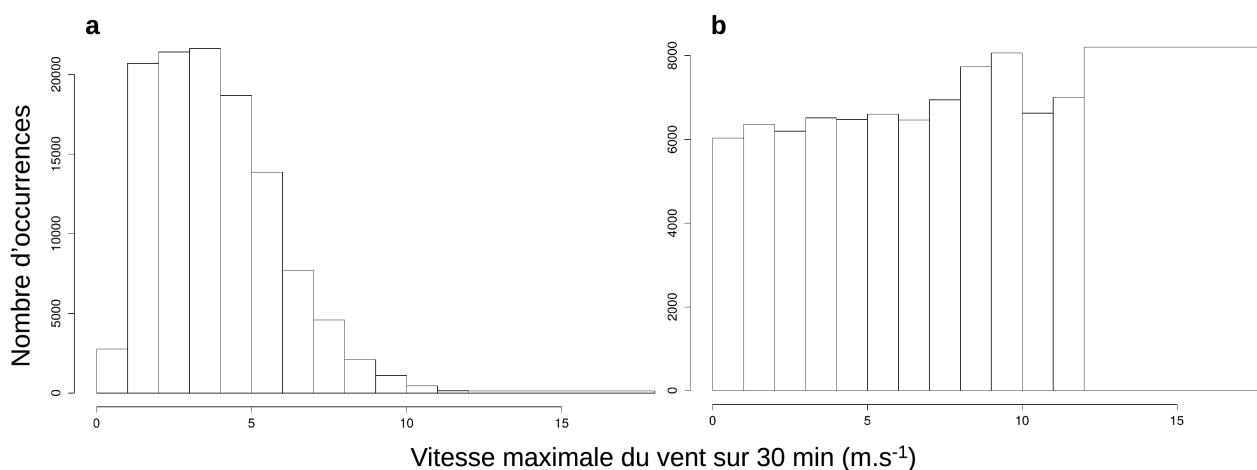 a
b
Nombre d'occurrences
20000
15000
10000
5000
0
0 5 10 15
8000
6000
4000
2000
0
0 5 10 15
Vitesse maximale du vent sur 30 min (m.s-1)